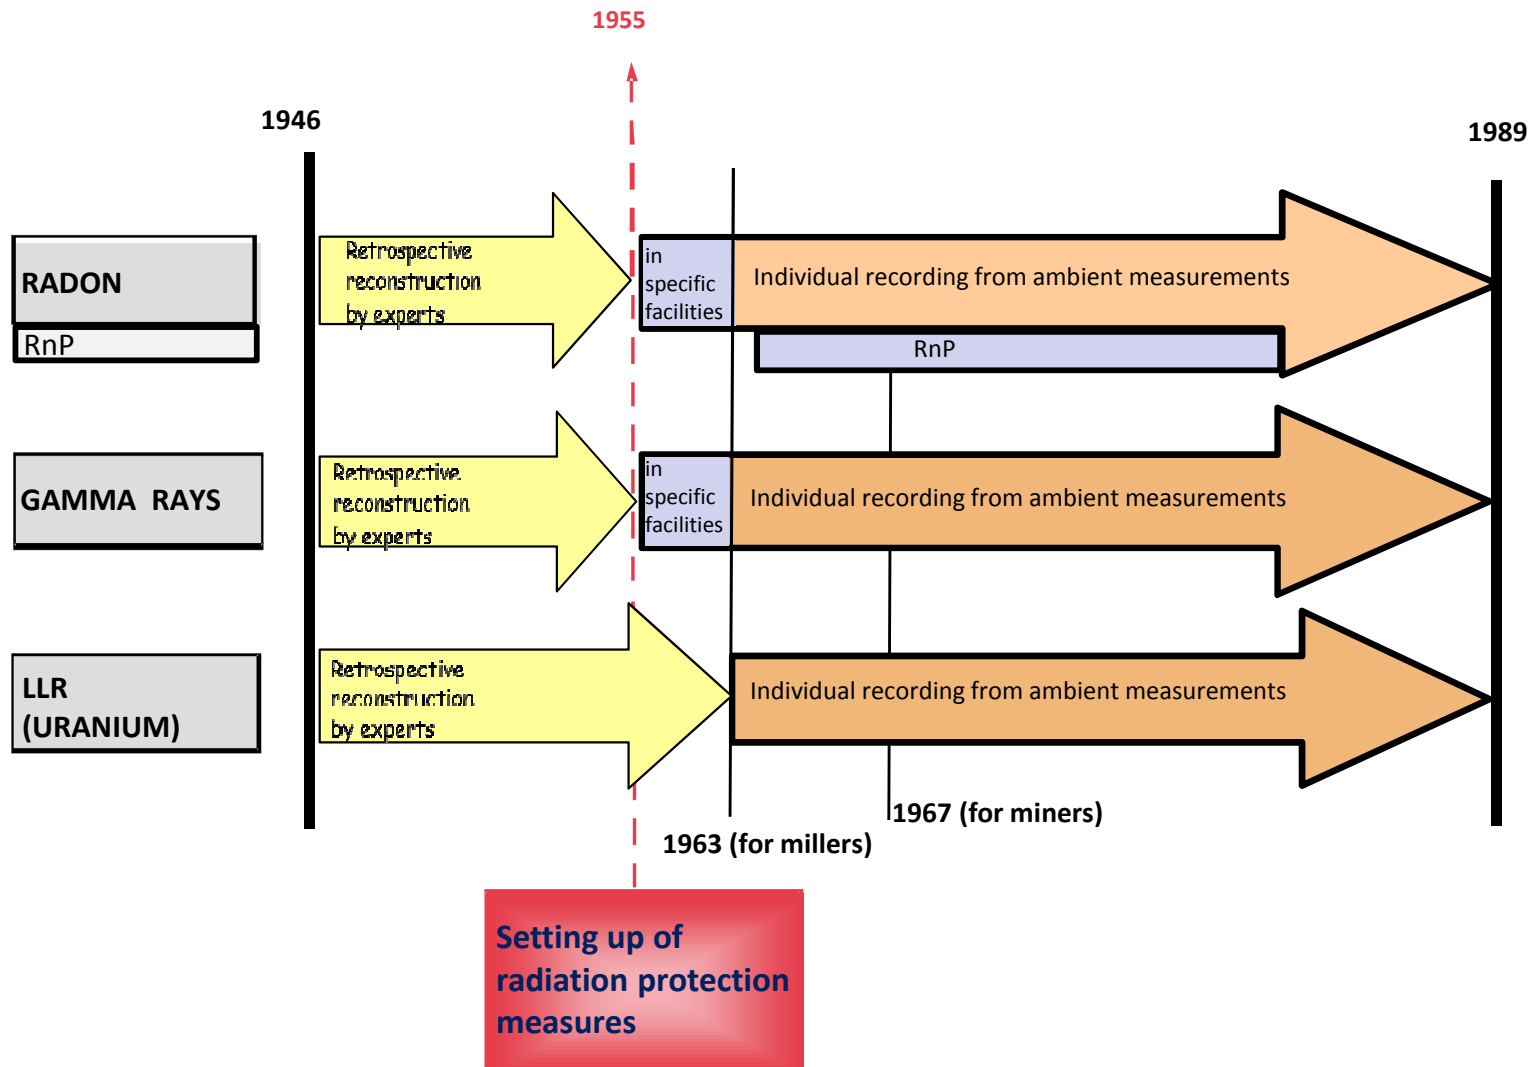 1955
1946
1989
RADON
Retrospective
reconstruction
by experts
in
specific
facilities
Individual recording from ambient measurements
RnP
RnP
GAMMA RAYS
Retrospective
reconstruction
by experts
in
specific
facilities
Individual recording from ambient measurements
LLR
(URANIUM)
Retrospective
reconstruction
by experts
Individual recording from ambient measurements
1967 (for miners)
1963 (for millers)
Setting up of
radiation protection
measures